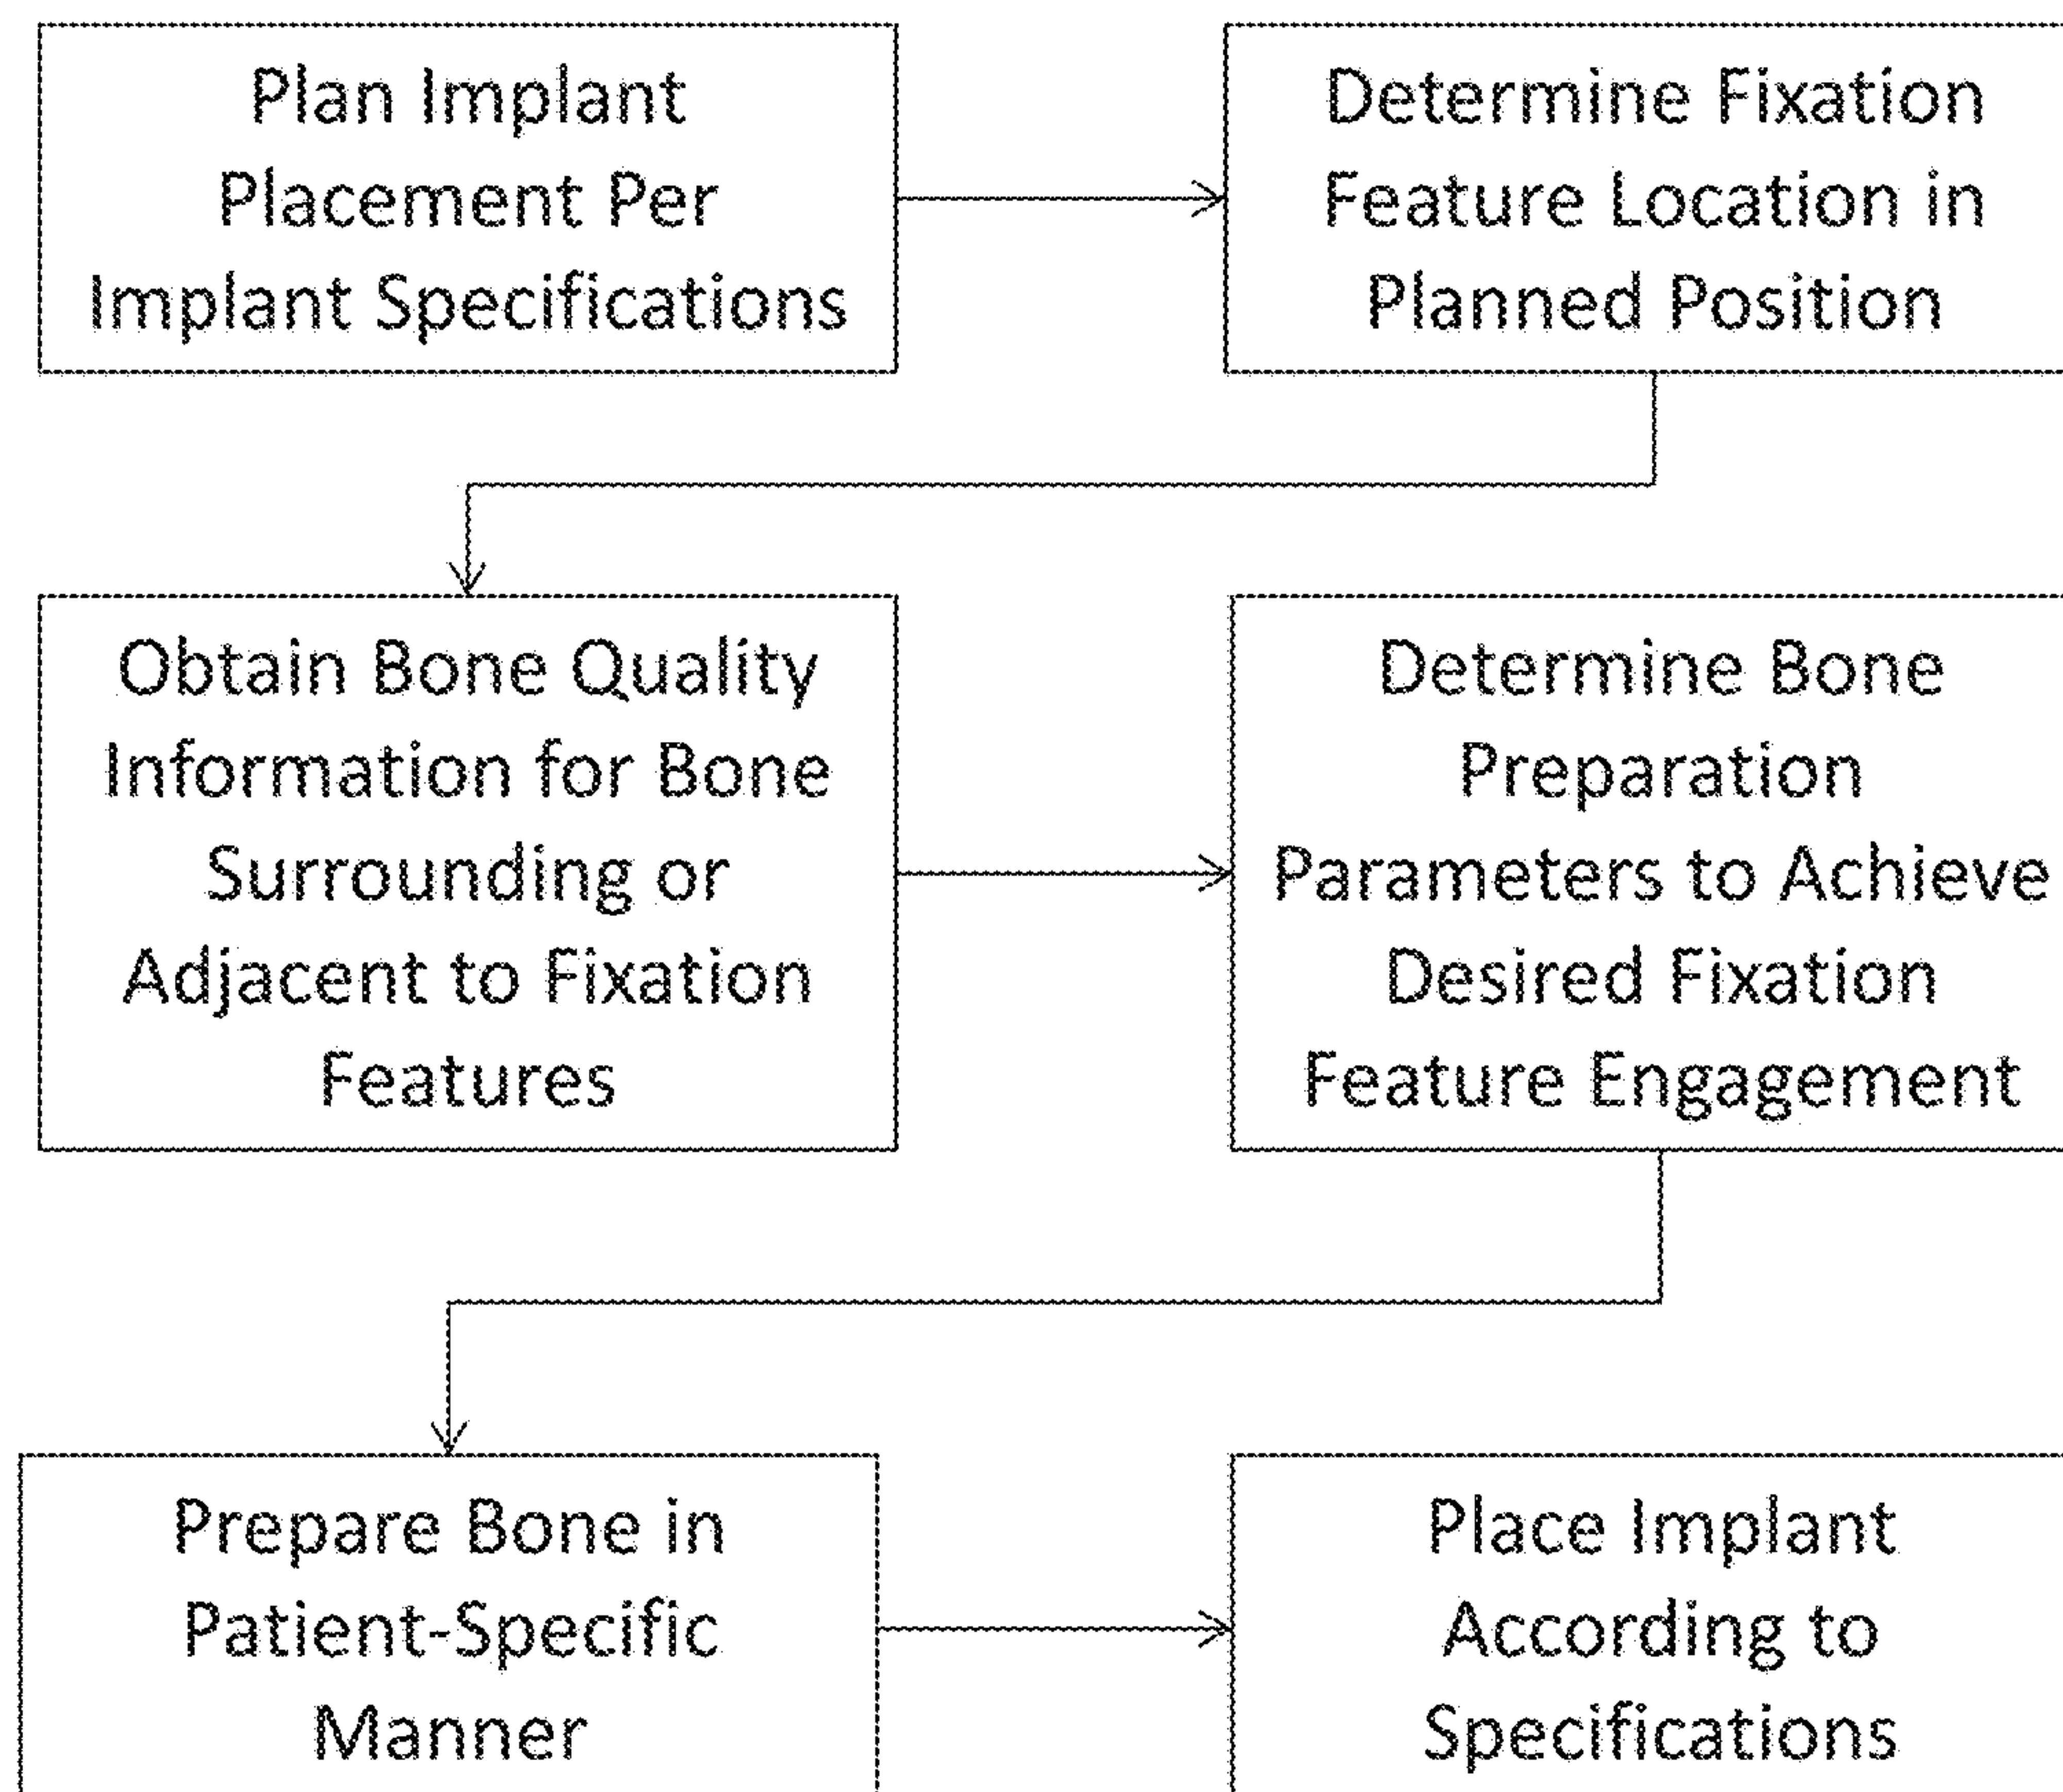 Plan Implant
Placement Per
Implant Specifications
Determine Fixation
Feature Location in
Planned Position
Obtain Bone Quality
Information for Bone
Surrounding or
Adjacent to Fixation
Features
Determine Bone
Preparation
Parameters to Achieve
Desired Fixation
Feature Engagement
Prepare Bone in
Patient-Specific
Manner
Place Implant
According to
Specifications